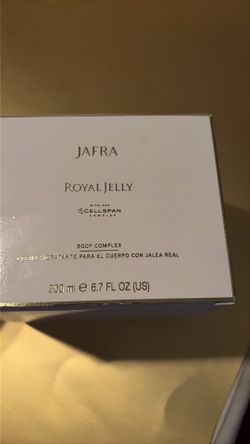 JAFRA
ROYAL JELLY
CELLSPAN
COMPLEX
BODY COMPLEX
HIDRATANTE PARA EL CUERPO CON JALEA REAL
200 ml e 6.7 FL OZ (US)